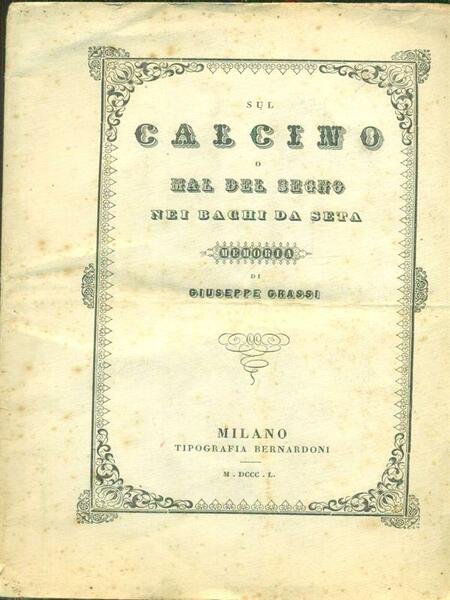 SUL
CALCINO
O
MAL DEL SEGNO
NEI BACHI DA SETA
MEMORIA
DI
GIUSEPPE GRASSI
MILANO
TIPOGRAFIA BERNARDONI
M . DCCC . L.